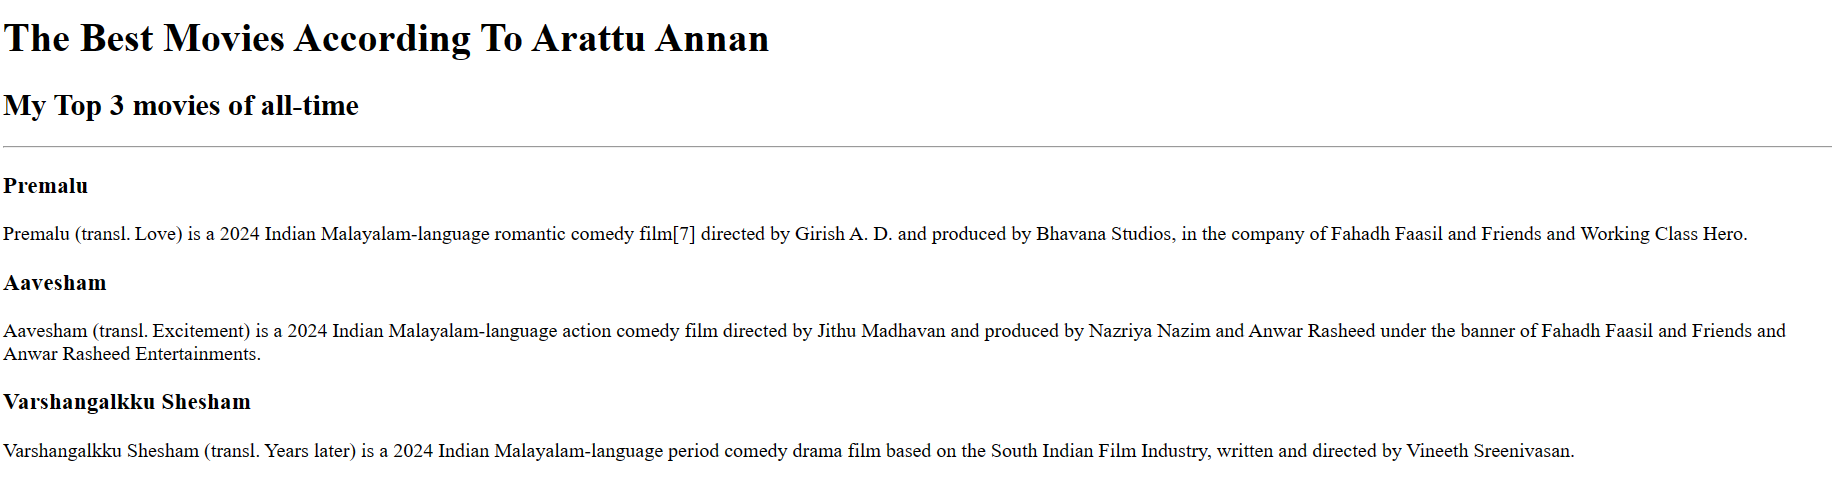 The Best Movies According To Arattu Annan
My Top 3 movies of all-time
Premalu
Premalu (transl. Love) is a 2024 Indian Malayalam-language romantic comedy film[7] directed by Girish A. D. and produced by Bhavana Studios, in the company of Fahadh Faasil and Friends and Working Class Hero.
Aavesham
Aavesham (transl. Excitement) is a 2024 Indian Malayalam-language action comedy film directed by Jithu Madhavan and produced by Nazriya Nazim and Anwar Rasheed under the banner of Fahadh Faasil and Friends and
Anwar Rasheed Entertainments.
Varshangalkku Shesham
Varshangalkku Shesham (transl. Years later) is a 2024 Indian Malayalam-language period comedy drama film based on the South Indian Film Industry, written and directed by Vineeth Sreenivasan.